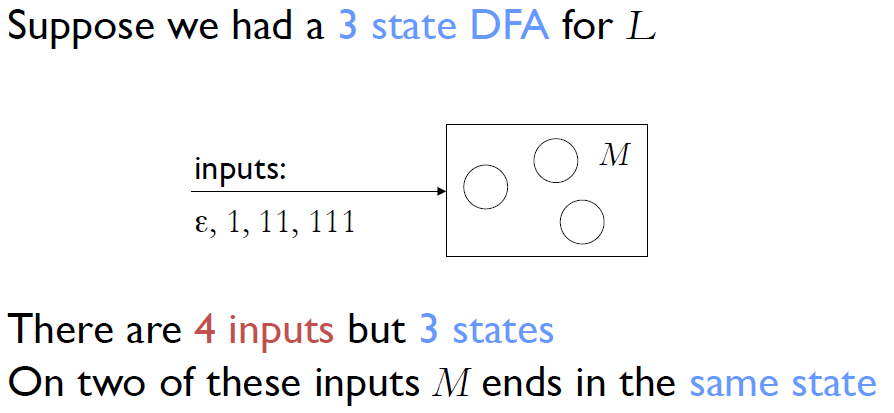 Suppose we had a 3 state DFA for L
M
inputs:
ε, 1, 11, 111
There are 4 inputs but 3 states
On two of these inputs M ends in the same state